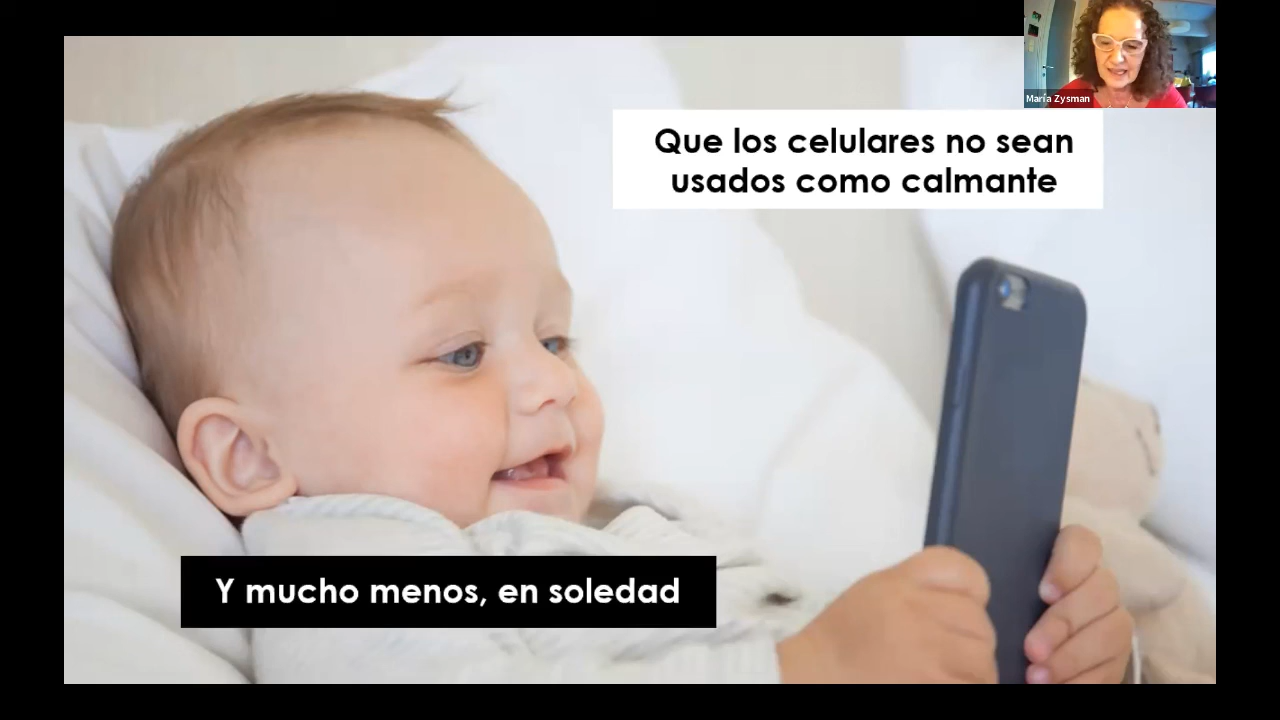 María Zysman
Que los celulares no sean
usados como calmante
Y mucho menos, en soledad